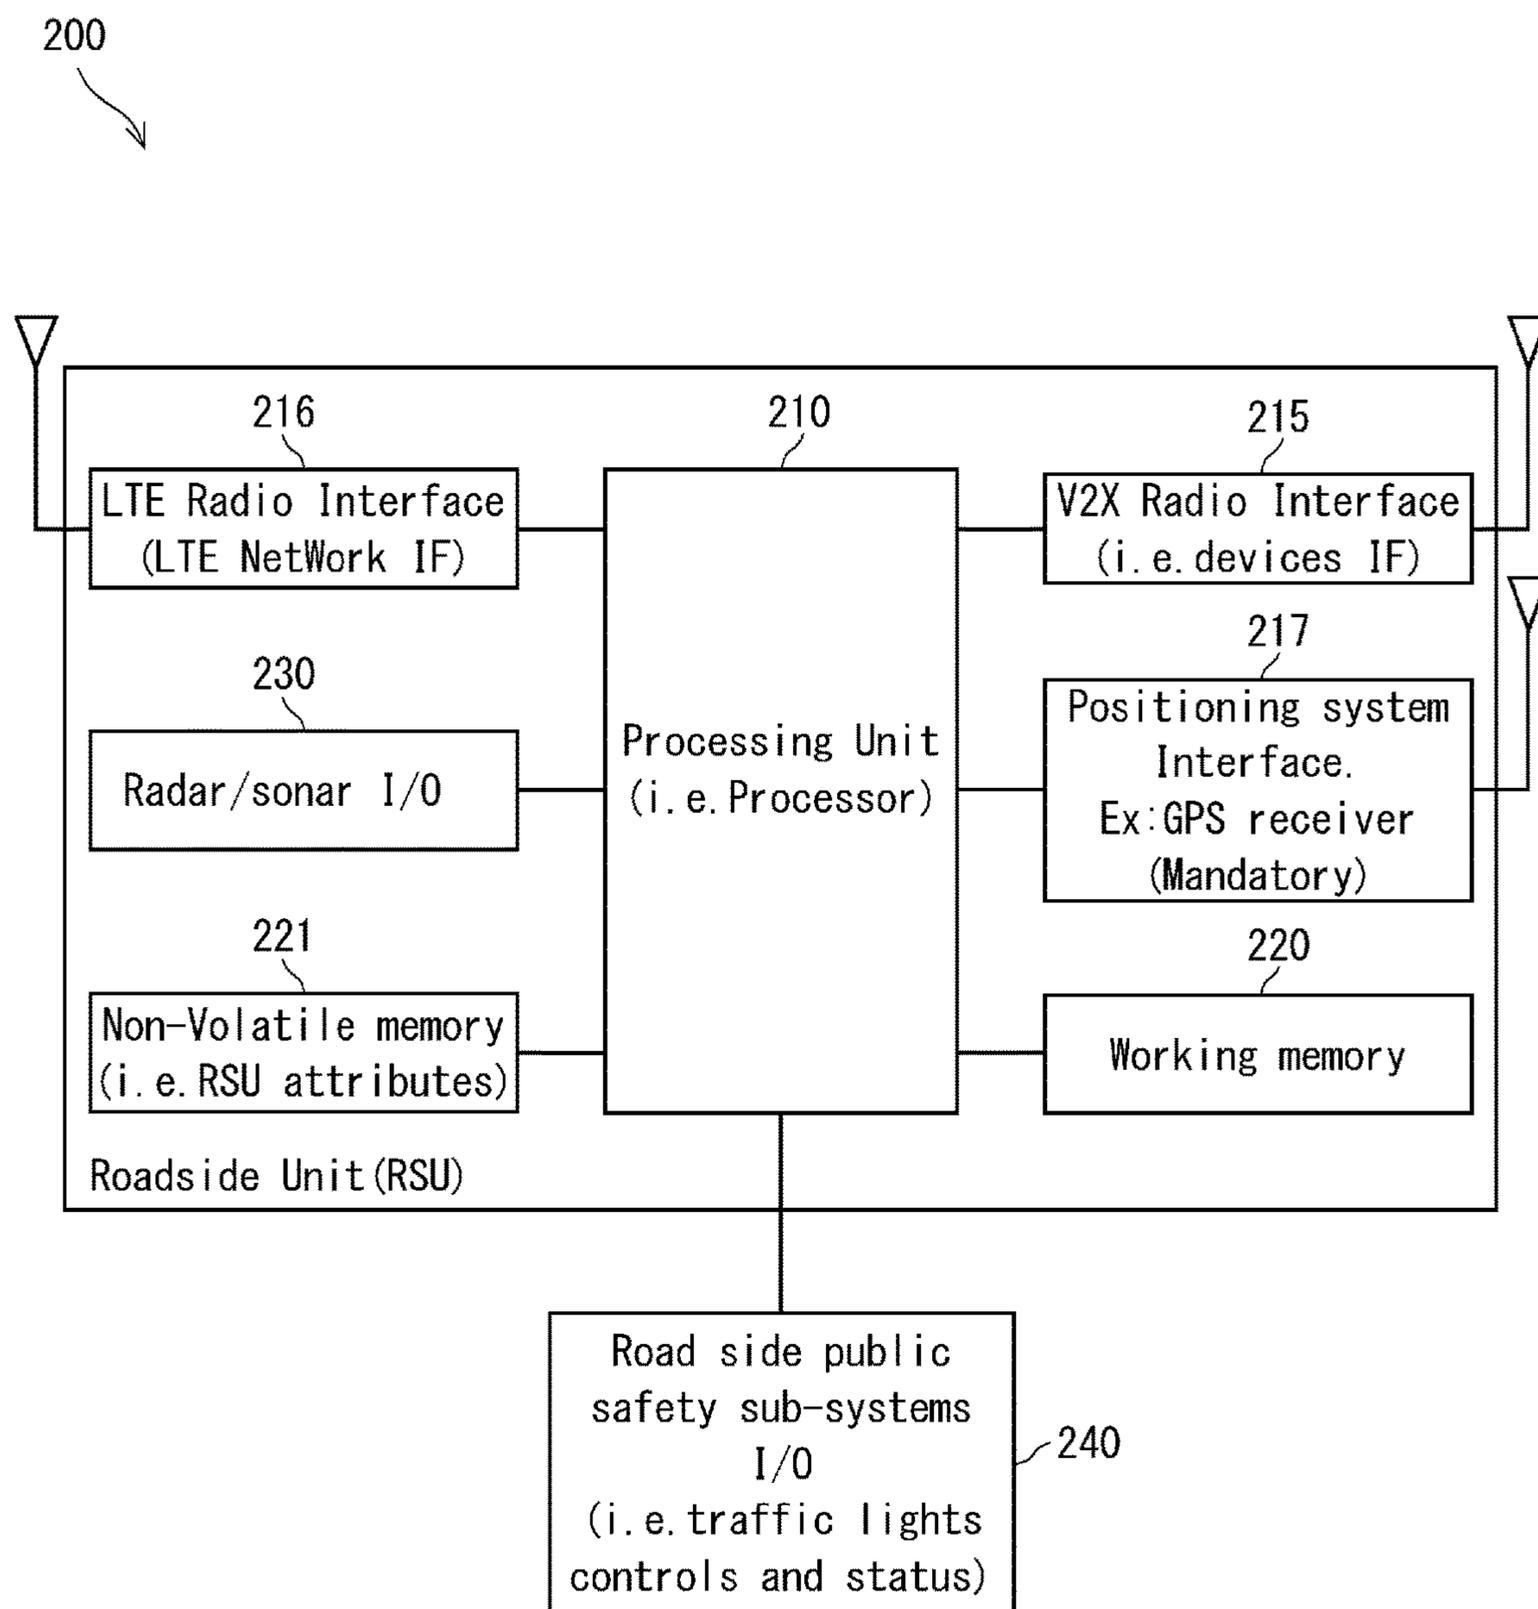 200
216
LTE Radio Interface
(LTE NetWork IF)
210
Processing Unit
(i.e.Processor)
215
V2X Radio Interface
(i.e.devices IF)
230
Radar/sonar I/O
217
Positioning system
Interface.
Ex:GPS receiver
(Mandatory)
221
Non-Volatile memory
(i.e.RSU attributes)
220
Working memory
Roadside Unit(RSU)
Road side public
safety sub-systems
I/O
(i.e.traffic lights
controls and status)
240